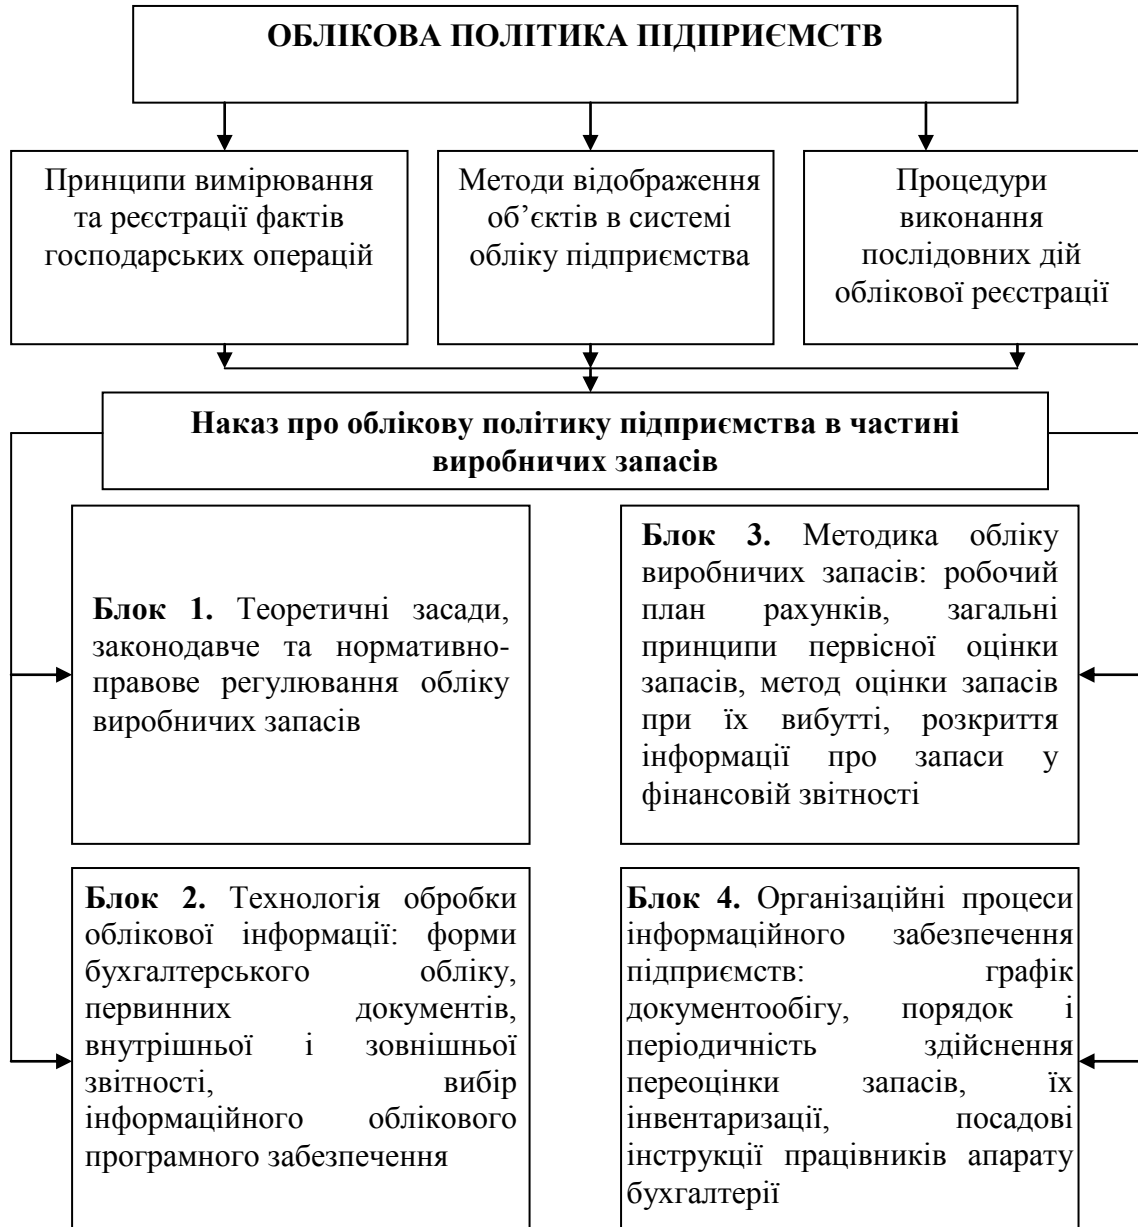 ОБЛІКОВА ПОЛІТИКА ПІДПРИЄМСТВ
Принципи вимірювання
та реєстрації фактів
господарських операцій
Методи відображення
об’єктів в системі
обліку підприємства
Процедури
виконання
послідовних дій
облікової реєстрації
Наказ про облікову політику підприємства в частині
виробничих запасів
Блок 1. Теоретичні засади,
законодавче та нормативно-
правове регулювання обліку
виробничих запасів
Блок 3. Методика обліку
виробничих запасів: робочий
план рахунків, загальні
принципи первісної оцінки
запасів, метод оцінки запасів
при їх вибутті, розкриття
інформації про запаси у
фінансовій звітності
Блок 2. Технологія обробки
облікової інформації: форми
бухгалтерського обліку,
первинних документів,
внутрішньої і зовнішньої
звітності, вибір
інформаційного облікового
програмного забезпечення
Блок 4. Організаційні процеси
інформаційного забезпечення
підприємств: графік
документообігу, порядок і
періодичність здійснення
переоцінки запасів, їх
інвентаризації, посадові
інструкції працівників апарату
бухгалтерії